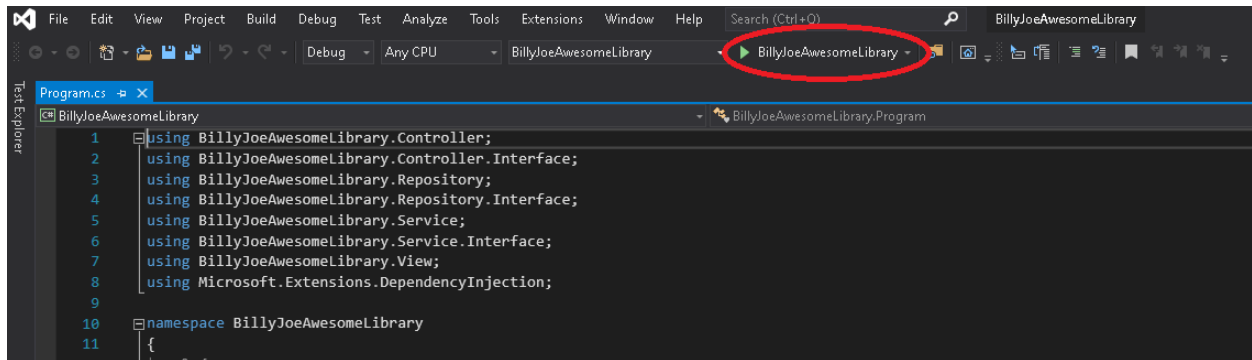 File Edit View Project Build Debug Test Analyze Tools Extensions Window Help Search (Ctrl+Q) BillyJoeAwesomeLibrary
Debug Any CPU BillyJoeAwesomeLibrary BillyJoeAwesomeLibrary
Test Explorer
Program.cs
C# BillyJoeAwesomeLibrary BillyJoeAwesomeLibrary.Program
1 using BillyJoeAwesomeLibrary.Controller;
2 using BillyJoeAwesomeLibrary.Controller.Interface;
3 using BillyJoeAwesomeLibrary.Repository;
4 using BillyJoeAwesomeLibrary.Repository.Interface;
5 using BillyJoeAwesomeLibrary.Service;
6 using BillyJoeAwesomeLibrary.Service.Interface;
7 using BillyJoeAwesomeLibrary.View;
8 using Microsoft.Extensions.DependencyInjection;
9
10 namespace BillyJoeAwesomeLibrary
11 {